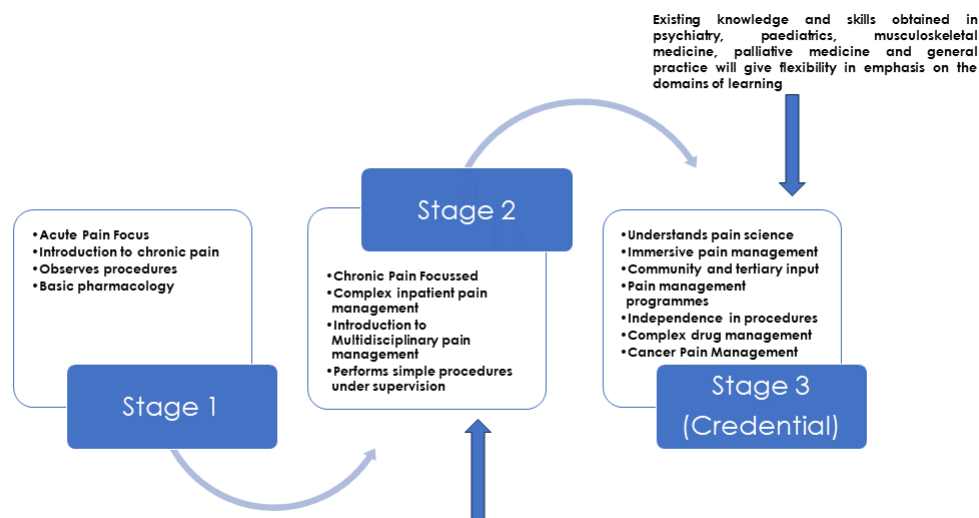 Existing knowledge and skills obtained in
psychiatry, paediatrics, musculoskeletal
medicine, palliative medicine and general
practice will give flexibility in emphasis on the
domains of learning
Stage 2
•Acute Pain Focus
•Introduction to chronic pain
•Observes procedures
•Basic pharmacology
Stage 1
•Chronic Pain Focussed
•Complex inpatient pain
management
•Introduction to
Multidisciplinary pain
management
•Performs simple procedures
under supervision
•Understands pain science
•Immersive pain management
•Community and tertiary input
•Pain management
programmes
•Independence in procedures
•Complex drug management
•Cancer Pain Management
Stage 3
(Credential)